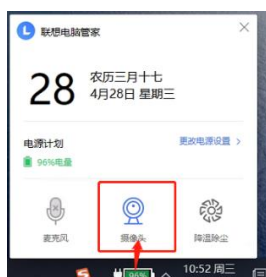 联想电脑管家
28
农历三月十七
4月28日 星期三
电源计划
更改电源设置 >
96%电量
麦克风
摄像头
降温除尘
96%
10:52 周三